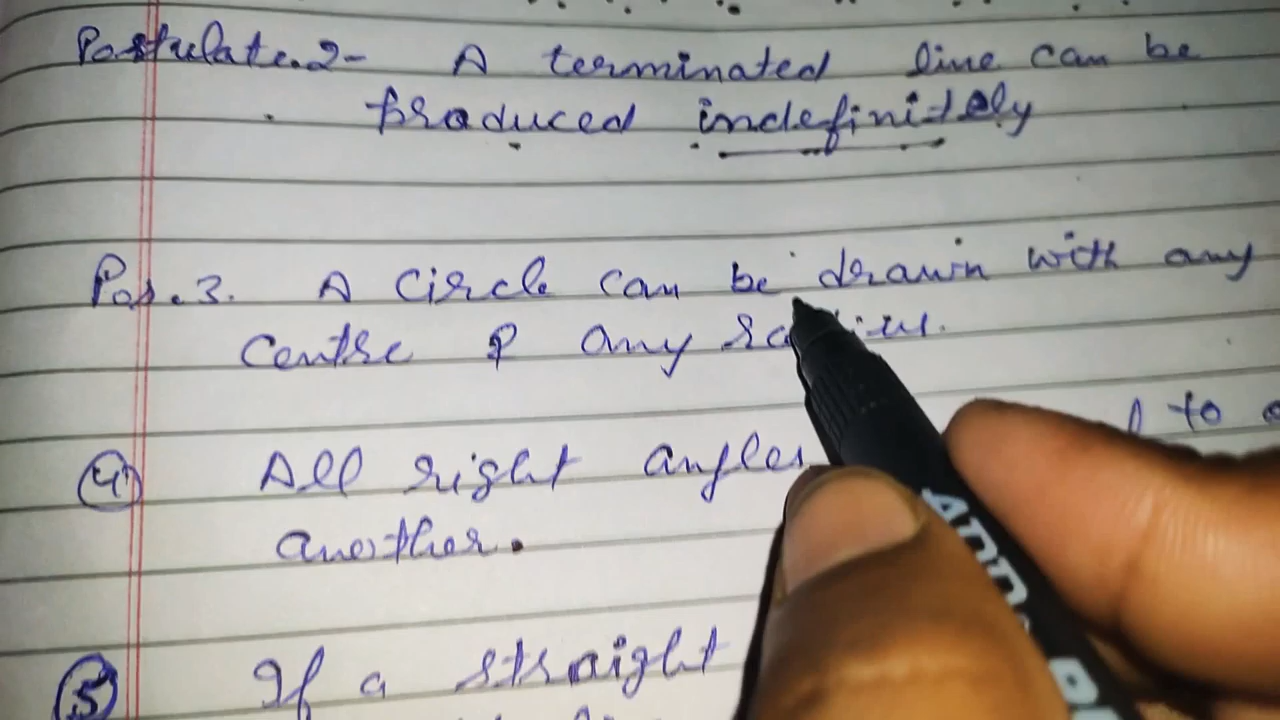 Postulate.2- A terminated line can be
produced indefinitely
Pos.3. A circle can be drawn with any
centre & any
(4) All right angles to
another.
(5) If a straight